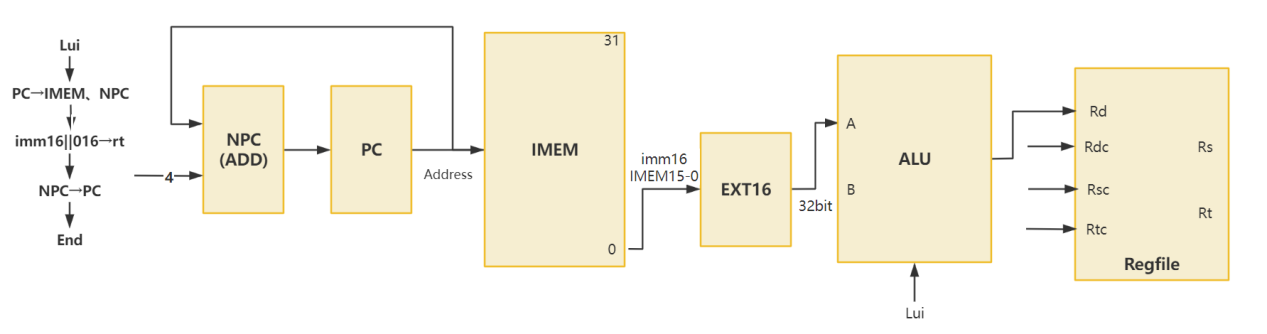 Lui
PC→IMEM、NPC
imm16||016→rt
NPC→PC
End
4
NPC
(ADD)
PC
Address
31
IMEM
0
imm16
IMEM15-0
EXT16
32bit
A
B
ALU
Lui
Rd
Rdc
Rsc
Rtc
Rs
Rt
Regfile